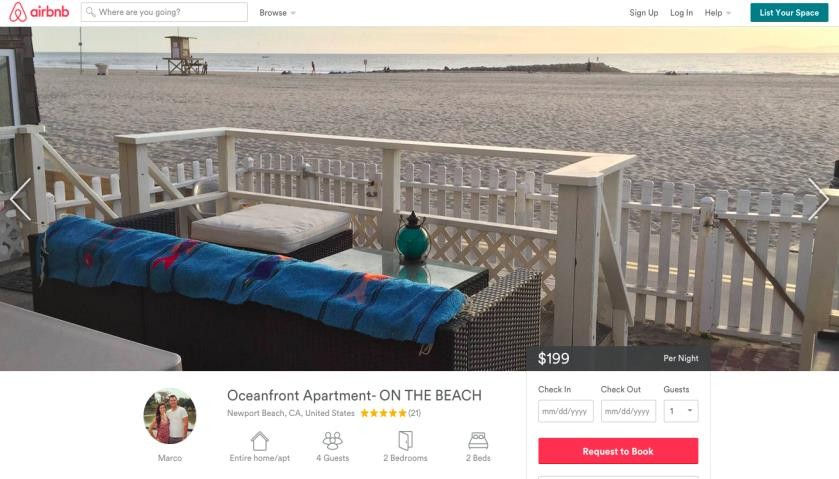 airbnb Where are you going? Browse Sign Up Log In Help List Your Space
$199 Per Night
Oceanfront Apartment- ON THE BEACH
Newport Beach, CA, United States (21)
Marco
Entire home/apt 4 Guests 2 Bedrooms 2 Beds
Check In Check Out Guests
mm/dd/yyyy mm/dd/yyyy 1
Request to Book